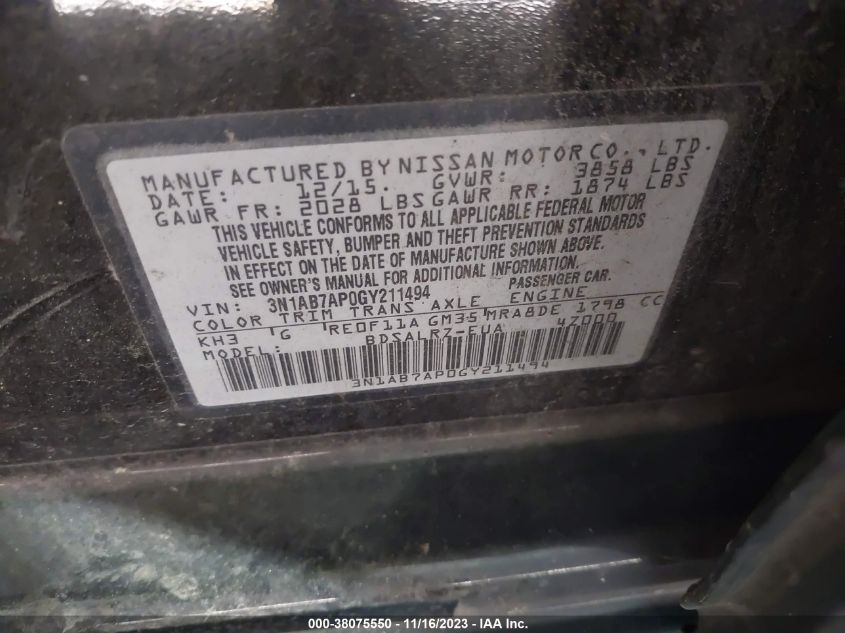 MANUFACTURED BY NISSAN MOTOR CO., LTD.
DATE: 12/15. GVWR: 3858 LBS
GAWR FR: 2028 LBS GAWR RR: 1874 LBS
THIS VEHICLE CONFORMS TO ALL APPLICABLE FEDERAL MOTOR
VEHICLE SAFETY, BUMPER AND THEFT PREVENTION STANDARDS
IN EFFECT ON THE DATE OF MANUFACTURE SHOWN ABOVE.
SEE OWNER'S MANUAL FOR ADDITIONAL INFORMATION.
VIN: 3N1AB7AP0GY211494 PASSENGER CAR.
COLOR TRIM TRANS AXLE ENGINE
KH3 G RE0F11A GM35 MRA8DE 1798 CC
MODEL: BDSALRZ-EUA 4Z000
3N1AB7AP0GY211494
000-38075550 - 11/16/2023 - IAA Inc.